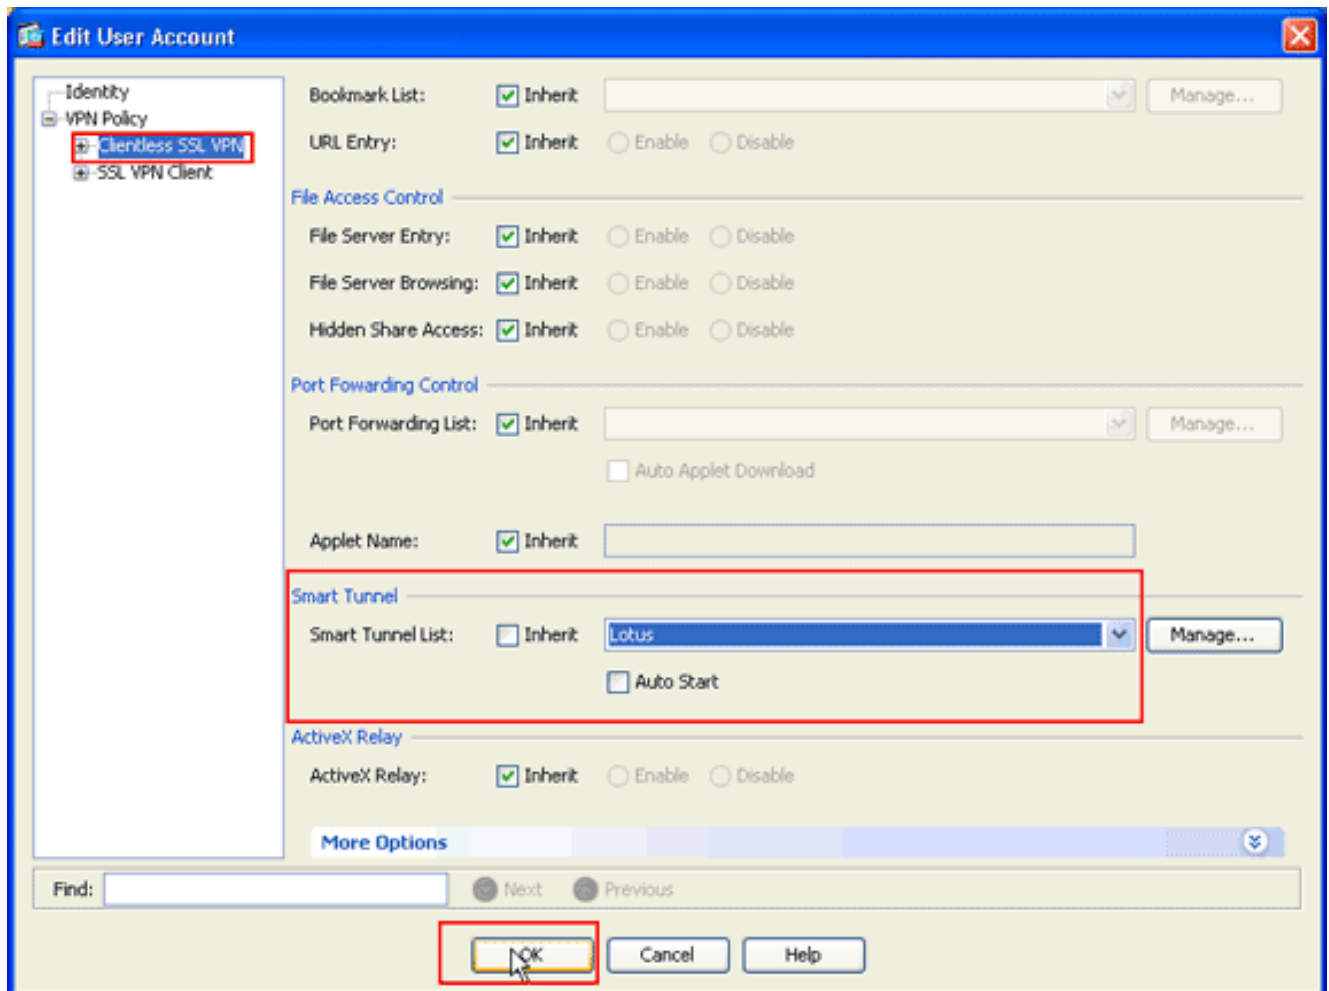 Edit User Account
Identity
VPN Policy
Clientless SSL VPN
SSL VPN Client
Bookmark List: Inherit Manage...
URL Entry: Inherit Enable Disable
File Access Control
File Server Entry: Inherit Enable Disable
File Server Browsing: Inherit Enable Disable
Hidden Share Access: Inherit Enable Disable
Port Fowarding Control
Port Forwarding List: Inherit Manage...
Auto Applet Download
Applet Name: Inherit
Smart Tunnel
Smart Tunnel List: Inherit Lotus Manage...
Auto Start
ActiveX Relay
ActiveX Relay: Inherit Enable Disable
More Options
Find: Next Previous
OK Cancel Help